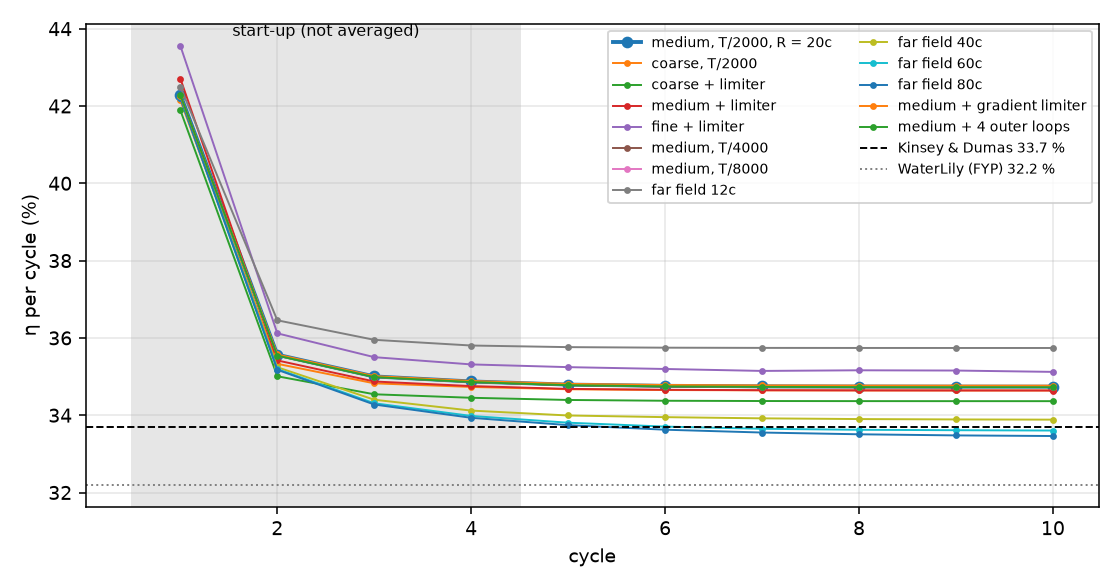 start-up (not averaged)
medium, T/2000, R = 20c
coarse, T/2000
coarse + limiter
medium + limiter
fine + limiter
medium, T/4000
medium, T/8000
far field 12c
far field 40c
far field 60c
far field 80c
medium + gradient limiter
medium + 4 outer loops
Kinsey & Dumas 33.7 %
WaterLily (FYP) 32.2 %
η per cycle (%)
44
42
40
38
36
34
32
2 4 6 8 10
cycle